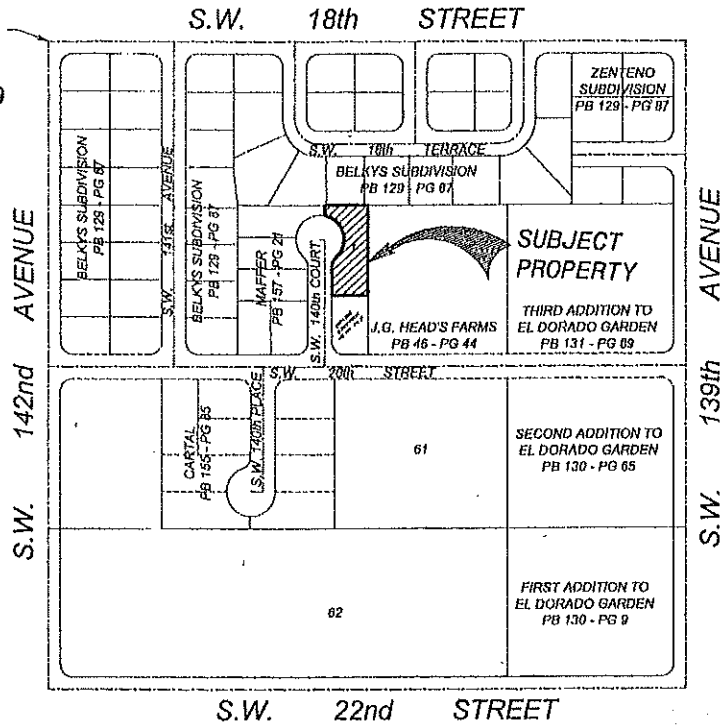 S.W. 18th STREET
9
ZENTENO
SUBDIVISION
PB 129 - PG 87
S.W. 18th TERRACE
BELKYS SUBDIVISION
PB 129 - PG 87
BELKYS SUBDIVISION
PB 129 - PG 87
S.W. 141st AVENUE
BELKYS SUBDIVISION
PB 129 - PG 87
MAFFER
PB 157 - PG 21
S.W. 140th COURT
1
SUBJECT
PROPERTY
J.G. HEAD'S FARMS
PB 46 - PG 44
THIRD ADDITION TO
EL DORADO GARDEN
PB 131 - PG 69
S.W. 142nd AVENUE
S.W. 139th AVENUE
S.W. 20th STREET
CARTAL
PB 155 - PG 85
S.W. 140th PLACE
61
SECOND ADDITION TO
EL DORADO GARDEN
PB 130 - PG 65
62
FIRST ADDITION TO
EL DORADO GARDEN
PB 130 - PG 9
S.W. 22nd STREET